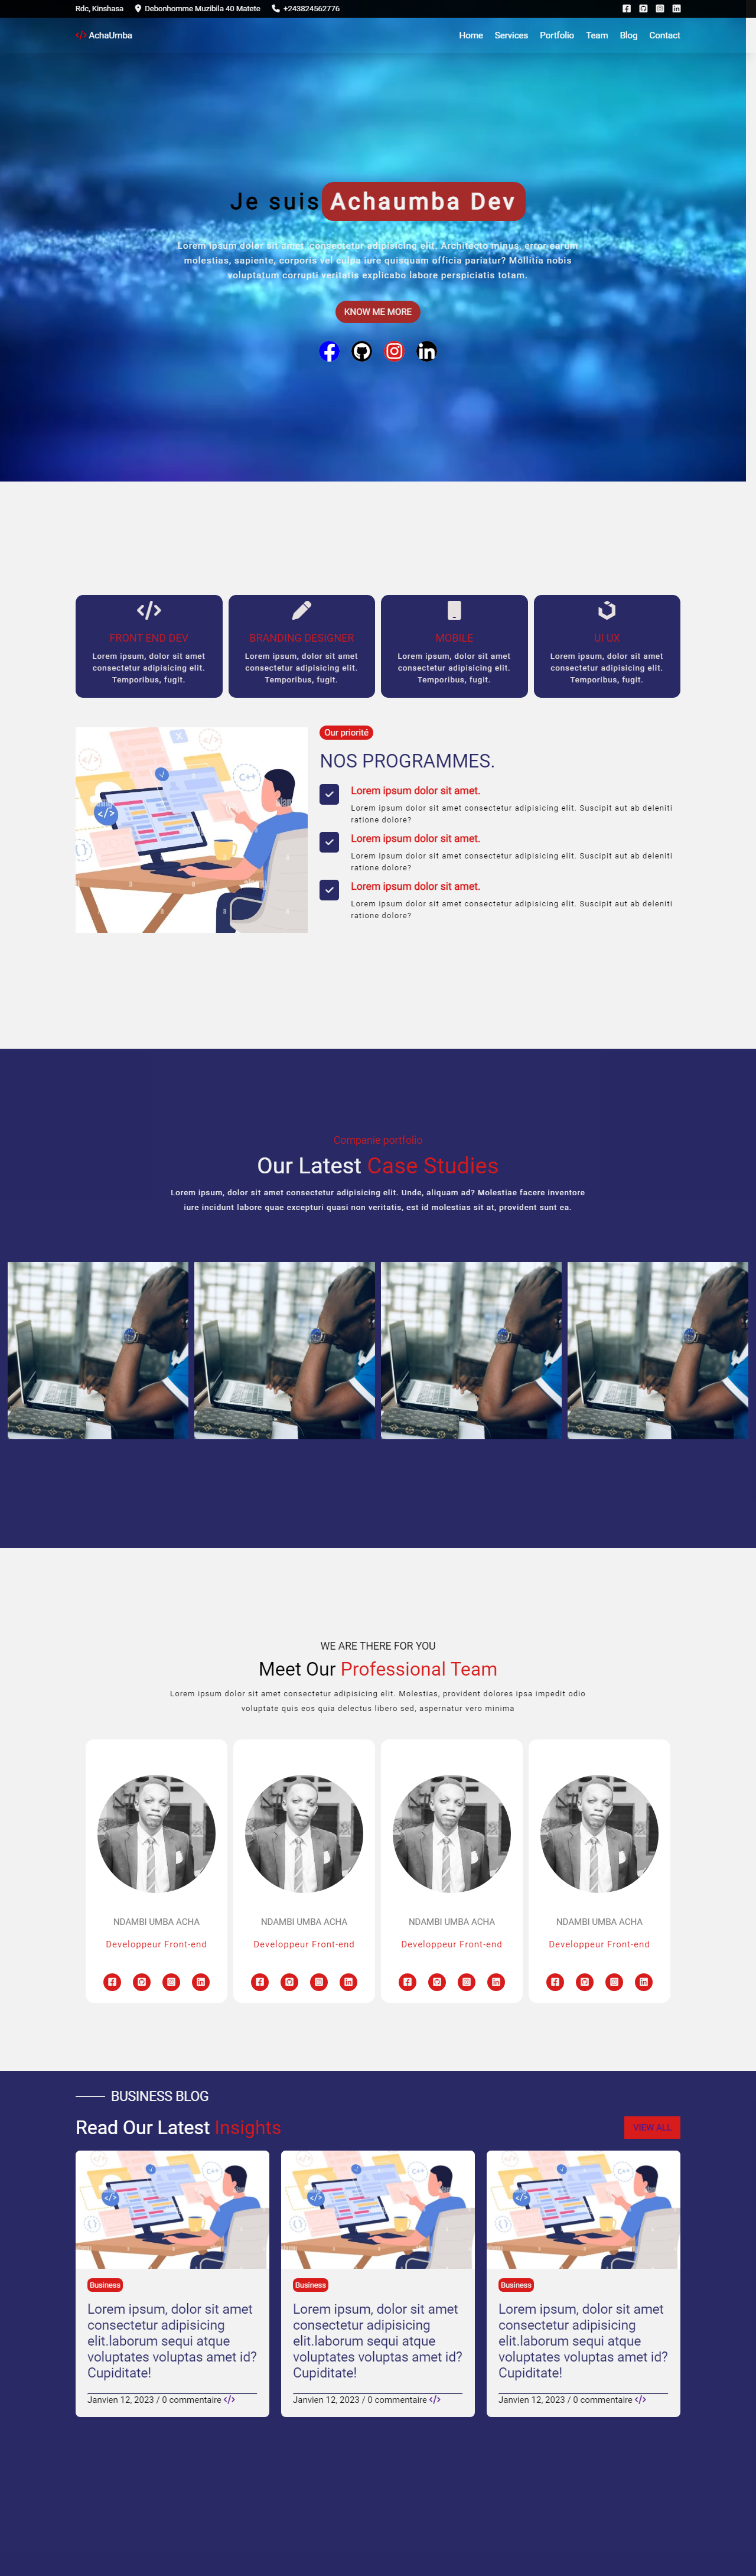 Rdc, Kinshasa Debonhomme Muzibila 40 Matete +243824562776
</> AchaUmba Home Services Portfolio Team Blog Contact
Je suis Achaumba Dev
Lorem ipsum dolor sit amet consectetur adipisicing elit. Architecto minus, error earum
molestias, sapiente, corporis vel culpa iure quisquam officia pariatur? Mollitia nobis
voluptatum corrupti veritatis explicabo labore perspiciatis totam.
KNOW ME MORE
FRONT END DEV
Lorem ipsum, dolor sit amet
consectetur adipisicing elit.
Temporibus, fugit.
BRANDING DESIGNER
Lorem ipsum, dolor sit amet
consectetur adipisicing elit.
Temporibus, fugit.
MOBILE
Lorem ipsum, dolor sit amet
consectetur adipisicing elit.
Temporibus, fugit.
UI UX
Lorem ipsum, dolor sit amet
consectetur adipisicing elit.
Temporibus, fugit.
C++
Our priorité
NOS PROGRAMMES.
Lorem ipsum dolor sit amet.
Lorem ipsum dolor sit amet consectetur adipisicing elit. Suscipit aut ab deleniti
ratione dolore?
Lorem ipsum dolor sit amet.
Lorem ipsum dolor sit amet consectetur adipisicing elit. Suscipit aut ab deleniti
ratione dolore?
Lorem ipsum dolor sit amet.
Lorem ipsum dolor sit amet consectetur adipisicing elit. Suscipit aut ab deleniti
ratione dolore?
Companie portfolio
Our Latest Case Studies
Lorem ipsum, dolor sit amet consectetur adipisicing elit. Unde, aliquam ad? Molestiae facere inventore
iure incidunt labore quae excepturi quasi non veritatis, est id molestias sit at, provident sunt ea.
WE ARE THERE FOR YOU
Meet Our Professional Team
Lorem ipsum dolor sit amet consectetur adipisicing elit. Molestias, provident dolores ipsa impedit odio
voluptate quis eos quia delectus libero sed, aspernatur vero minima
NDAMBI UMBA ACHA
Developpeur Front-end
NDAMBI UMBA ACHA
Developpeur Front-end
NDAMBI UMBA ACHA
Developpeur Front-end
NDAMBI UMBA ACHA
Developpeur Front-end
BUSINESS BLOG
Read Our Latest Insights
VIEW ALL
C++
Business
Lorem ipsum, dolor sit amet
consectetur adipisicing
elit.laborum sequi atque
voluptates voluptas amet id?
Cupiditate!
Janvien 12, 2023 / 0 commentaire </>
C++
Business
Lorem ipsum, dolor sit amet
consectetur adipisicing
elit.laborum sequi atque
voluptates voluptas amet id?
Cupiditate!
Janvien 12, 2023 / 0 commentaire </>
C++
Business
Lorem ipsum, dolor sit amet
consectetur adipisicing
elit.laborum sequi atque
voluptates voluptas amet id?
Cupiditate!
Janvien 12, 2023 / 0 commentaire </>